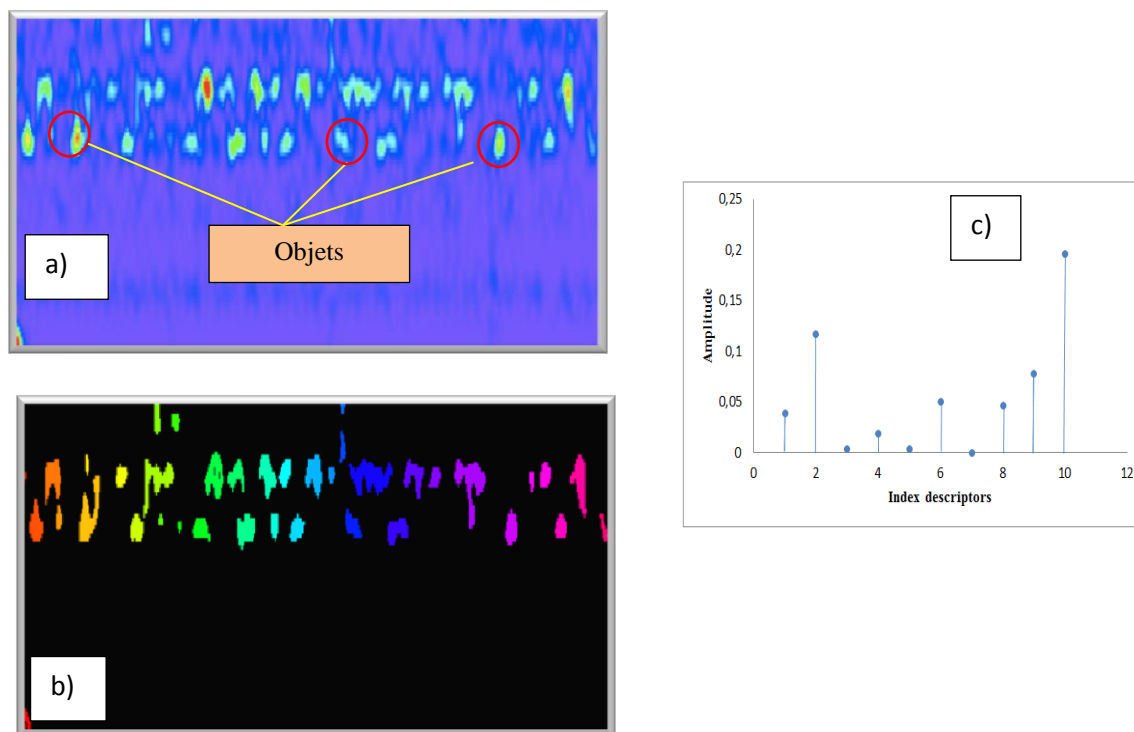 a)
Objets
b)
c)
Amplitude
0,25
0,2
0,15
0,1
0,05
0
0 2 4 6 8 10 12
Index descriptors